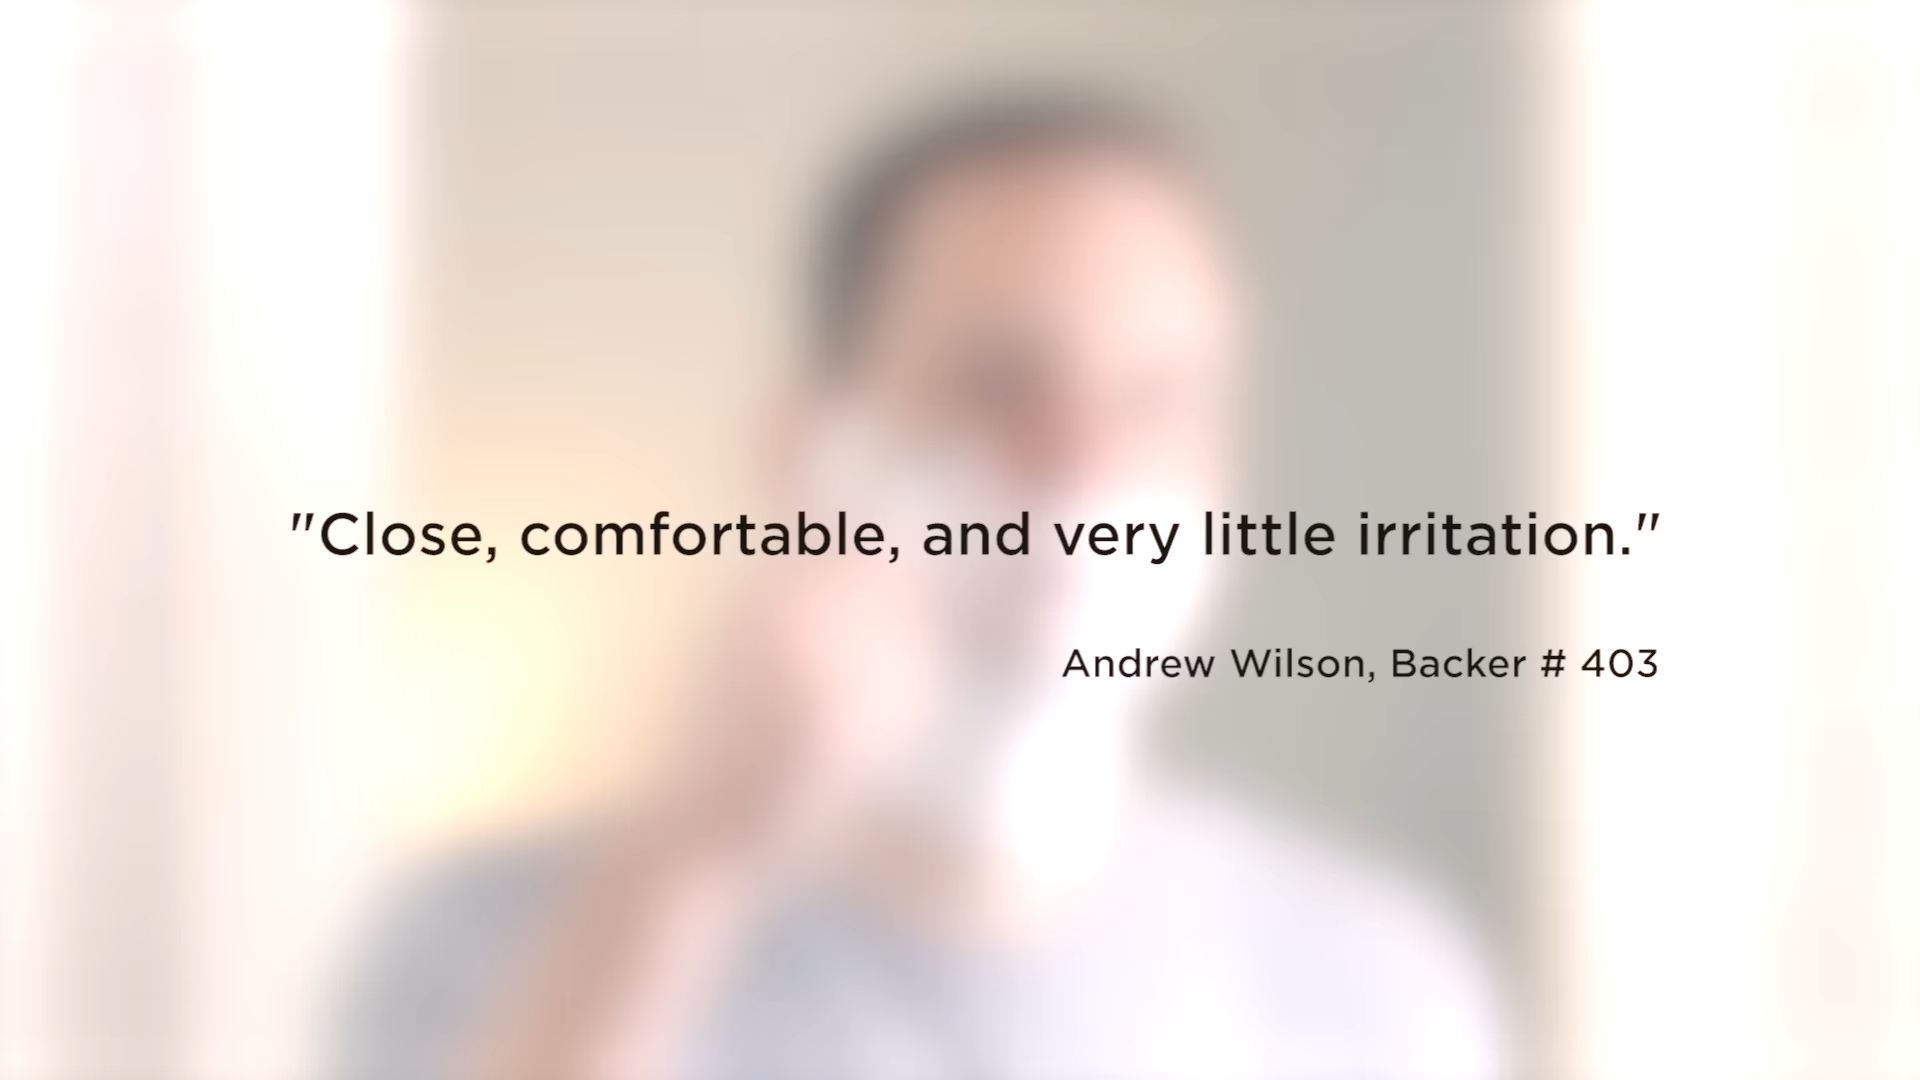 "Close, comfortable, and very little irritation."
Andrew Wilson, Backer # 403